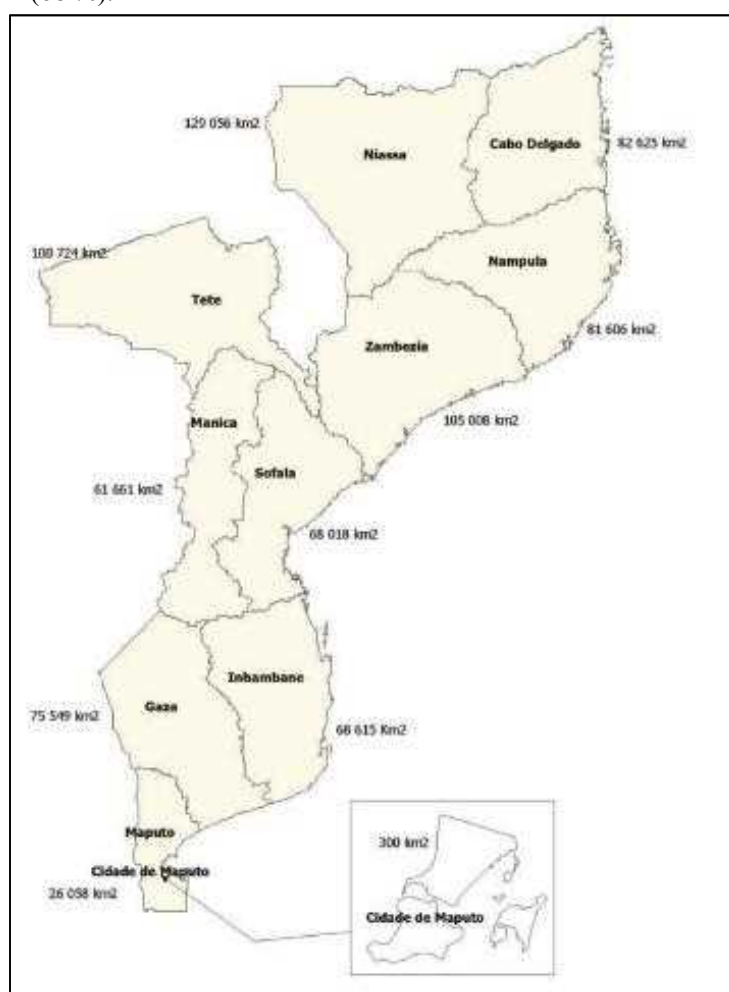 129 056 km2
Niassa
Cabo Delgado
82 625 km2
Nampula
100 724 km2
Tete
81 606 km2
Zambezia
105 008 km2
Manica
Sofala
61 661 km2
68 018 km2
Inhambane
Gaza
75 549 km2
68 615 Km2
Maputo
300 km2
Cidade de Maputo
26 058 km2
Cidade de Maputo